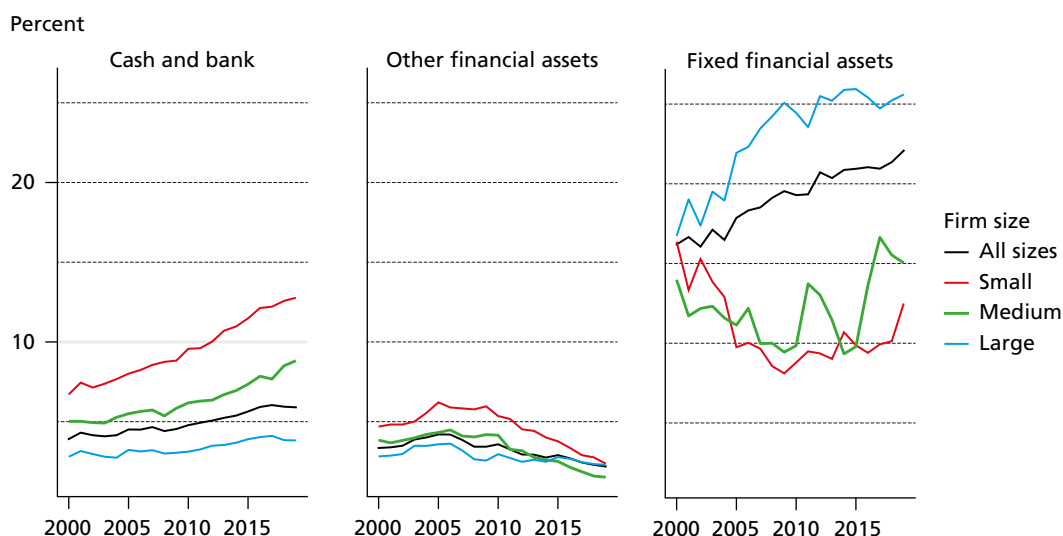 Percent
Cash and bank
Other financial assets
Fixed financial assets
20
10
2000 2005 2010 2015
2000 2005 2010 2015
2000 2005 2010 2015
Firm size
All sizes
Small
Medium
Large